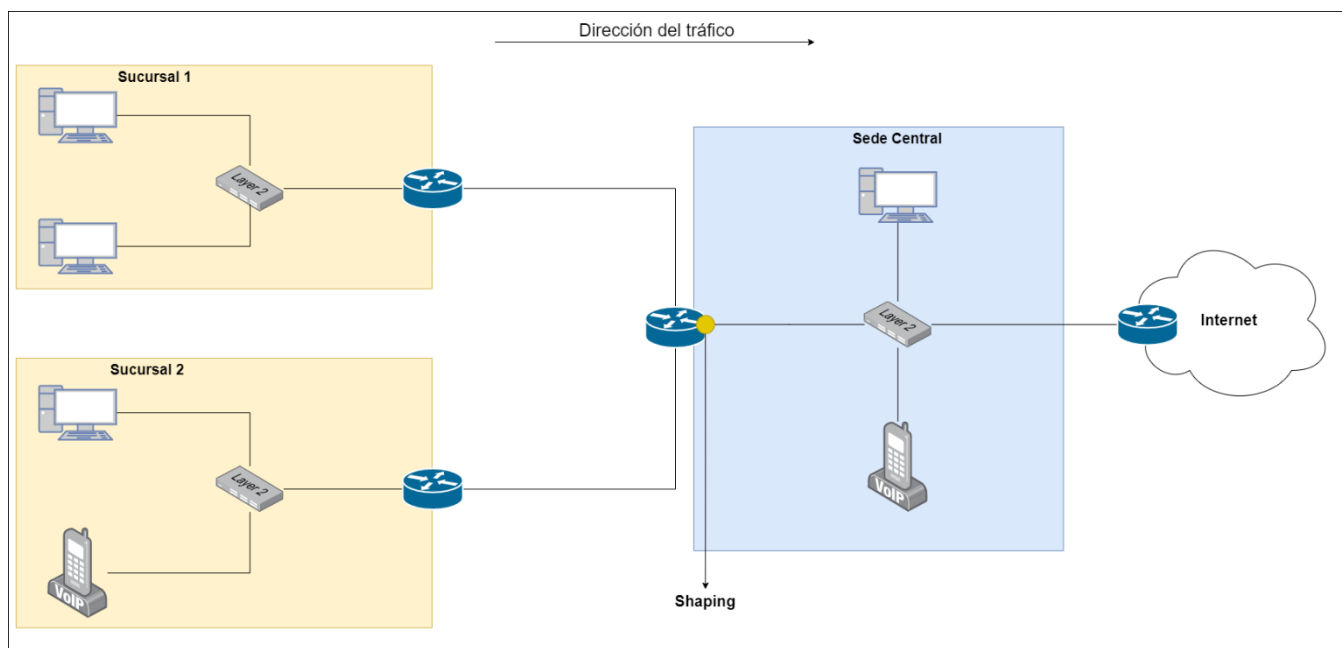 Dirección del tráfico
Sucursal 1
Layer 2
Sede Central
Layer 2
Internet
VoIP
Sucursal 2
Layer 2
VoIP
Shaping